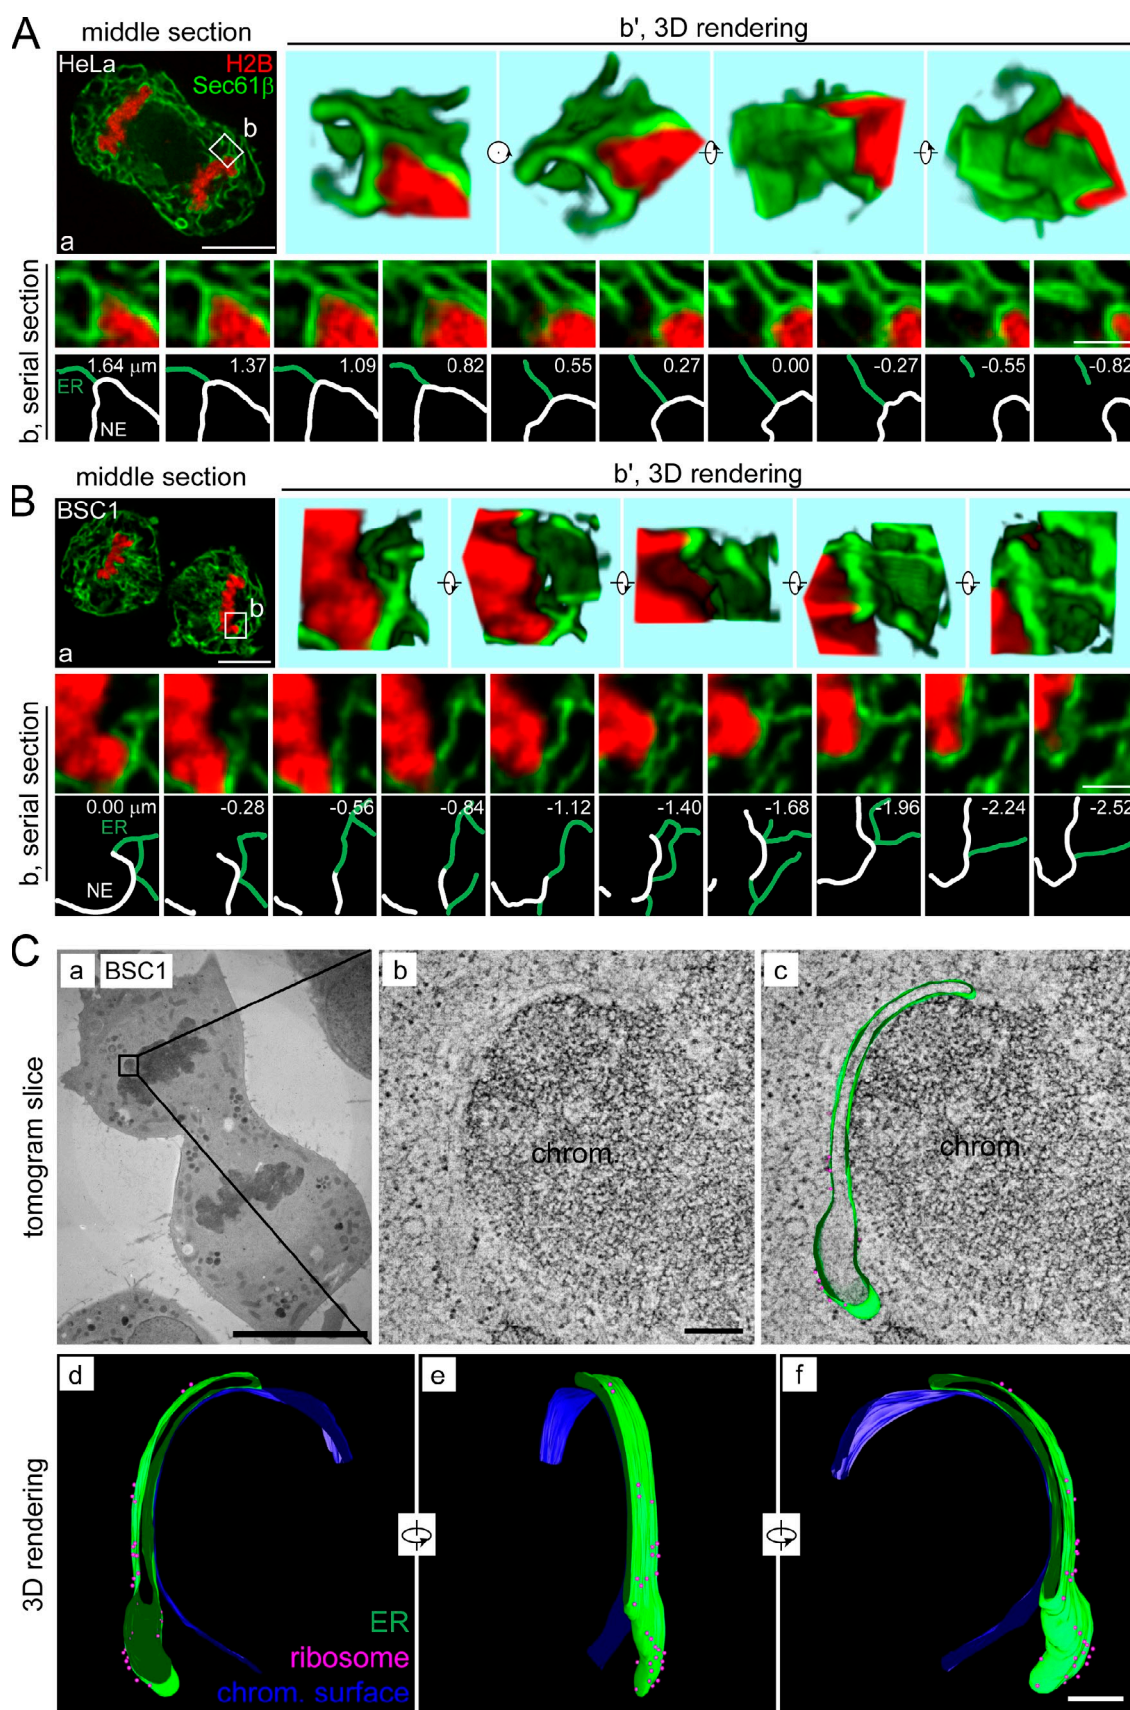 A
middle section
b', 3D rendering
HeLa
H2B
Sec61β
b
a
b, serial section
1.64 μm
1.37
1.09
0.82
0.55
0.27
0.00
-0.27
-0.55
-0.82
ER
NE
B
middle section
b', 3D rendering
BSC1
b
a
b, serial section
0.00 μm
-0.28
-0.56
-0.84
-1.12
-1.40
-1.68
-1.96
-2.24
-2.52
ER
NE
C
tomogram slice
a
BSC1
b
chrom.
c
chrom.
3D rendering
d
e
f
ER
ribosome
chrom. surface